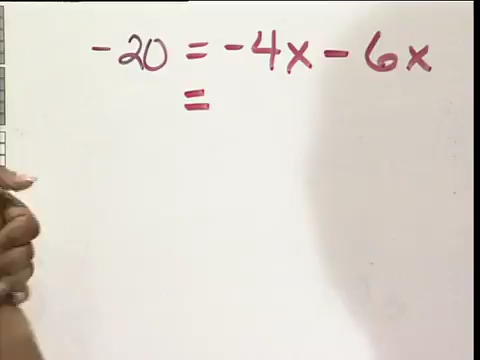 -20 = -4x - 6x
=